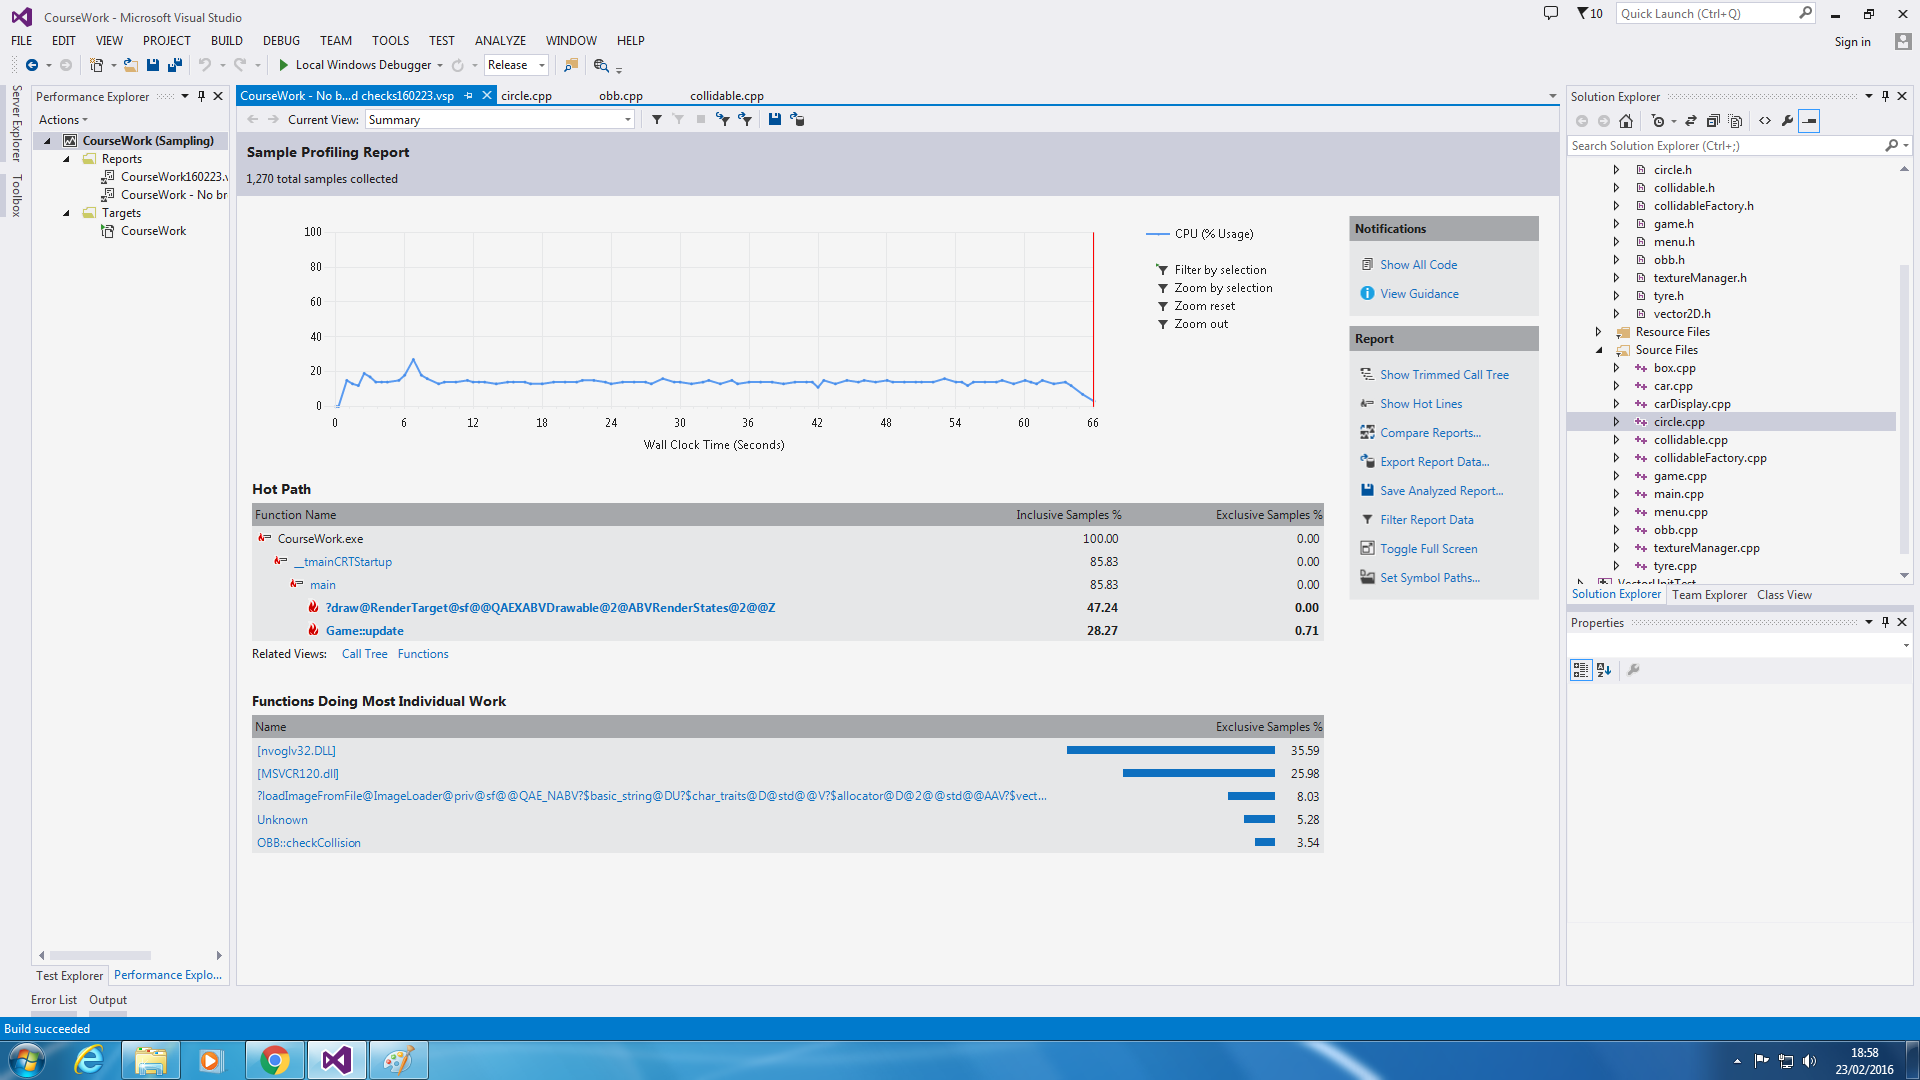 CourseWork - Microsoft Visual Studio
10
Quick Launch (Ctrl+Q)
FILE EDIT VIEW PROJECT BUILD DEBUG TEAM TOOLS TEST ANALYZE WINDOW HELP
Sign in
Local Windows Debugger
Release
Server Explorer
Toolbox
Performance Explorer
Actions
CourseWork (Sampling)
Reports
CourseWork160223.v
CourseWork - No br
Targets
CourseWork
Test Explorer
Performance Explo...
CourseWork - No b...d checks160223.vsp
circle.cpp
obb.cpp
collidable.cpp
Current View: Summary
Sample Profiling Report
1,270 total samples collected
100
80
60
40
20
0
0 6 12 18 24 30 36 42 48 54 60 66
Wall Clock Time (Seconds)
CPU (% Usage)
Filter by selection
Zoom by selection
Zoom reset
Zoom out
Hot Path
Function Name Inclusive Samples % Exclusive Samples %
CourseWork.exe 100.00 0.00
__tmainCRTStartup 85.83 0.00
main 85.83 0.00
?draw@RenderTarget@sf@@QAEXABVDrawable@2@ABVRenderStates@2@@Z 47.24 0.00
Game::update 28.27 0.71
Related Views: Call Tree Functions
Functions Doing Most Individual Work
Name Exclusive Samples %
[nvoglv32.DLL] 35.59
[MSVCR120.dll] 25.98
?loadImageFromFile@ImageLoader@priv@sf@@QAE_NABV?$basic_string@DU?$char_traits@D@std@@V?$allocator@D@2@@std@@AAV?$vect... 8.03
Unknown 5.28
OBB::checkCollision 3.54
Notifications
Show All Code
View Guidance
Report
Show Trimmed Call Tree
Show Hot Lines
Compare Reports...
Export Report Data...
Save Analyzed Report...
Filter Report Data
Toggle Full Screen
Set Symbol Paths...
Solution Explorer
Search Solution Explorer (Ctrl+;)
circle.h
collidable.h
collidableFactory.h
game.h
menu.h
obb.h
textureManager.h
tyre.h
vector2D.h
Resource Files
Source Files
box.cpp
car.cpp
carDisplay.cpp
circle.cpp
collidable.cpp
collidableFactory.cpp
game.cpp
main.cpp
menu.cpp
obb.cpp
textureManager.cpp
tyre.cpp
VectorUnitTest
Solution Explorer Team Explorer Class View
Properties
Error List Output
Build succeeded
18:58
23/02/2016